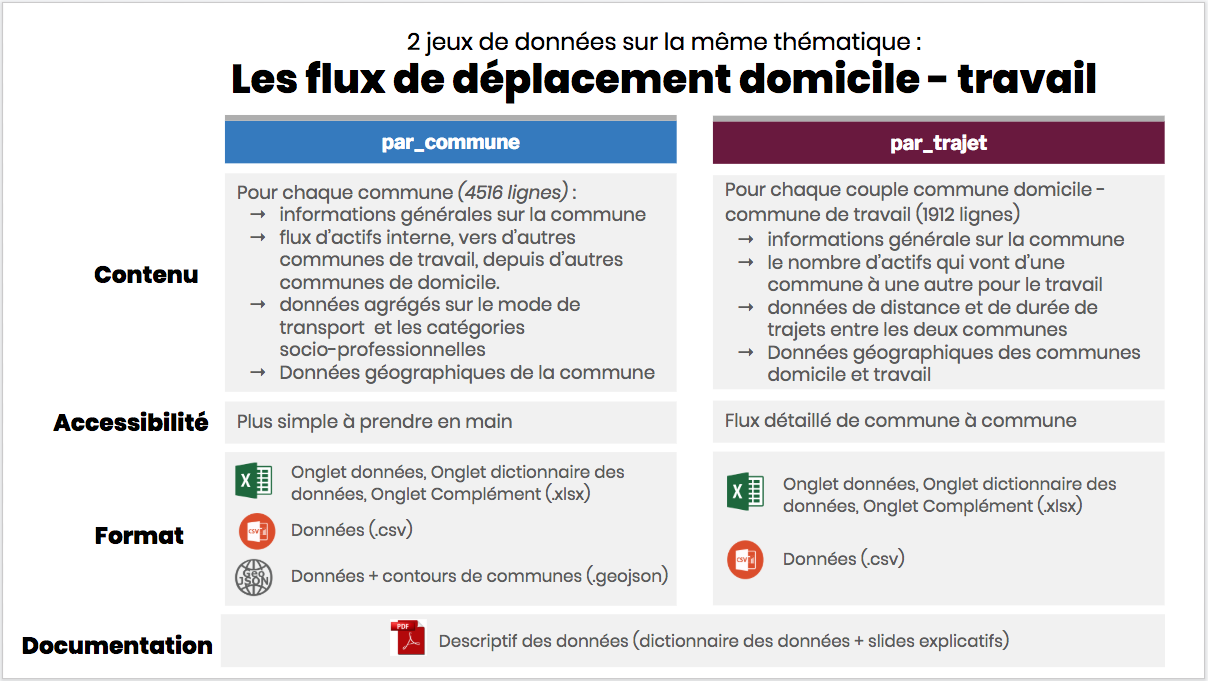 2 jeux de données sur la même thématique :
Les flux de déplacement domicile - travail
par_commune
par_trajet
Contenu
Pour chaque commune (4516 lignes) :
→ informations générales sur la commune
→ flux d'actifs interne, vers d'autres
communes de travail, depuis d'autres
communes de domicile.
→ données agrégés sur le mode de
transport et les catégories
socio-professionnelles
→ Données géographiques de la commune
Pour chaque couple commune domicile -
commune de travail (1912 lignes)
→ informations générale sur la commune
→ le nombre d'actifs qui vont d'une
commune à une autre pour le travail
→ données de distance et de durée de
trajets entre les deux communes
→ Données géographiques des communes
domicile et travail
Accessibilité
Plus simple à prendre en main
Flux détaillé de commune à commune
Format
X
Onglet données, Onglet dictionnaire des
données, Onglet Complément (.xlsx)
CSV
Données (.csv)
Geo
JSON
Données + contours de communes (.geojson)
X
Onglet données, Onglet dictionnaire des
données, Onglet Complément (.xlsx)
CSV
Données (.csv)
Documentation
PDF
Descriptif des données (dictionnaire des données + slides explicatifs)